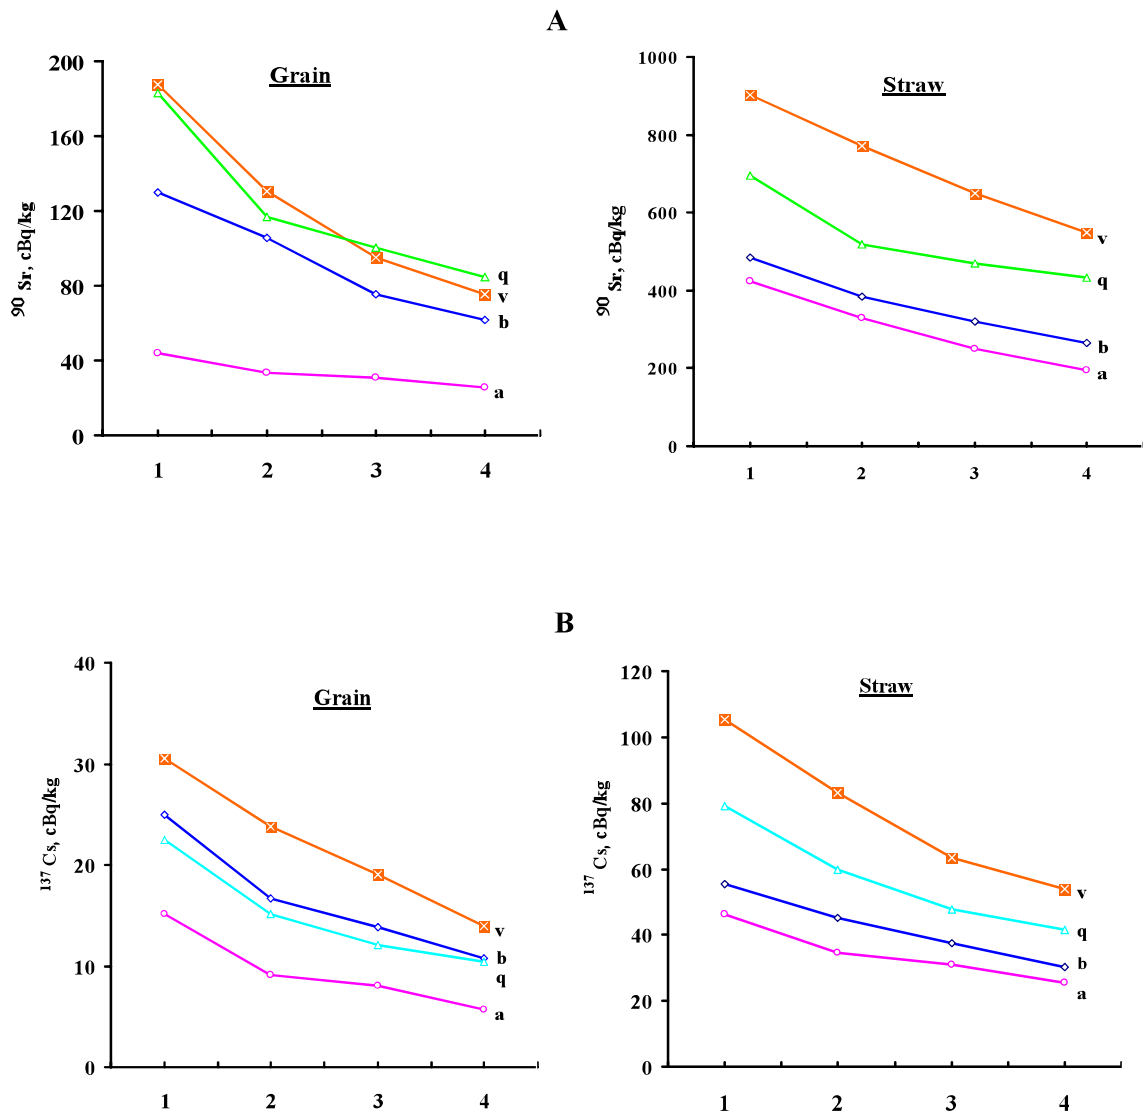 A
Grain
200
160
120
80
40
0
⁹⁰ Sr, cBq/kg
q
v
b
a
1 2 3 4
Straw
1000
800
600
400
200
0
⁹⁰ Sr, cBq/kg
v
q
b
a
1 2 3 4
B
Grain
40
30
20
10
0
¹³⁷ Cs, cBq/kg
v
b
q
a
1 2 3 4
Straw
120
100
80
60
40
20
0
¹³⁷ Cs, cBq/kg
v
q
b
a
1 2 3 4